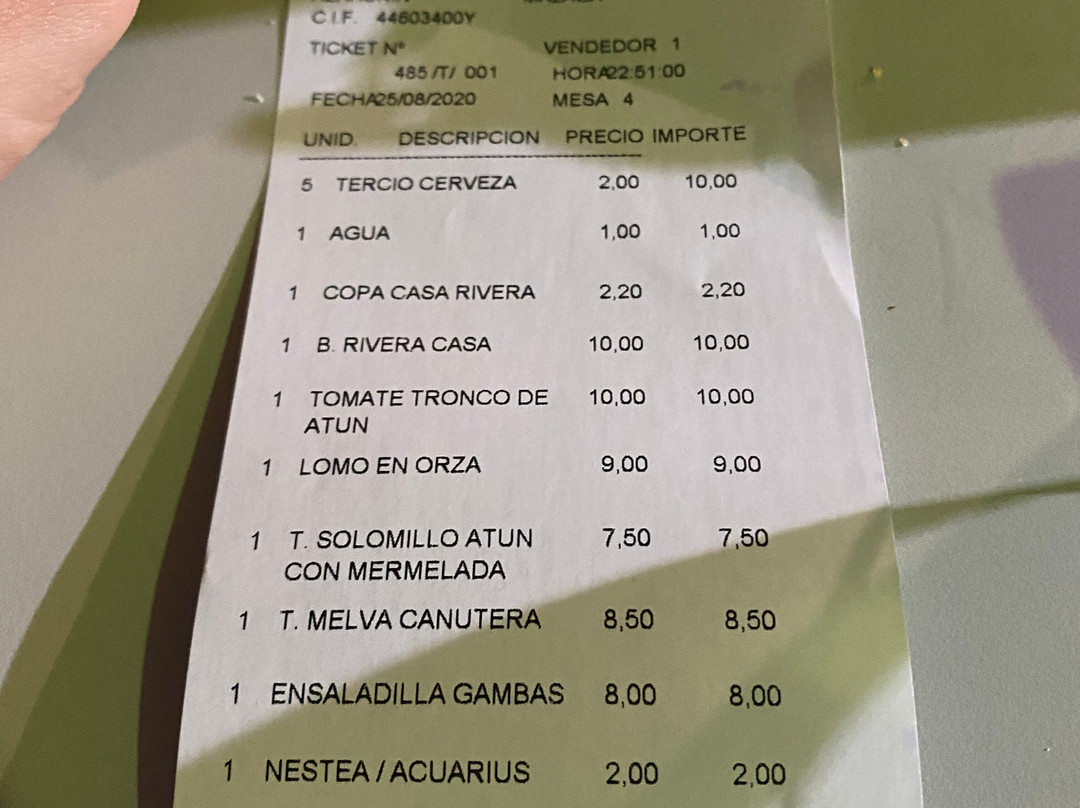 C.I.F. 44603400Y
TICKET Nº VENDEDOR 1
485 /T/ 001 HORA22:51:00
FECHA25/08/2020 MESA 4
UNID. DESCRIPCION PRECIO IMPORTE
5 TERCIO CERVEZA 2,00 10,00
1 AGUA 1,00 1,00
1 COPA CASA RIVERA 2,20 2,20
1 B. RIVERA CASA 10,00 10,00
1 TOMATE TRONCO DE 10,00 10,00
ATUN
1 LOMO EN ORZA 9,00 9,00
1 T. SOLOMILLO ATUN 7,50 7,50
CON MERMELADA
1 T. MELVA CANUTERA 8,50 8,50
1 ENSALADILLA GAMBAS 8,00 8,00
1 NESTEA / ACUARIUS 2,00 2,00